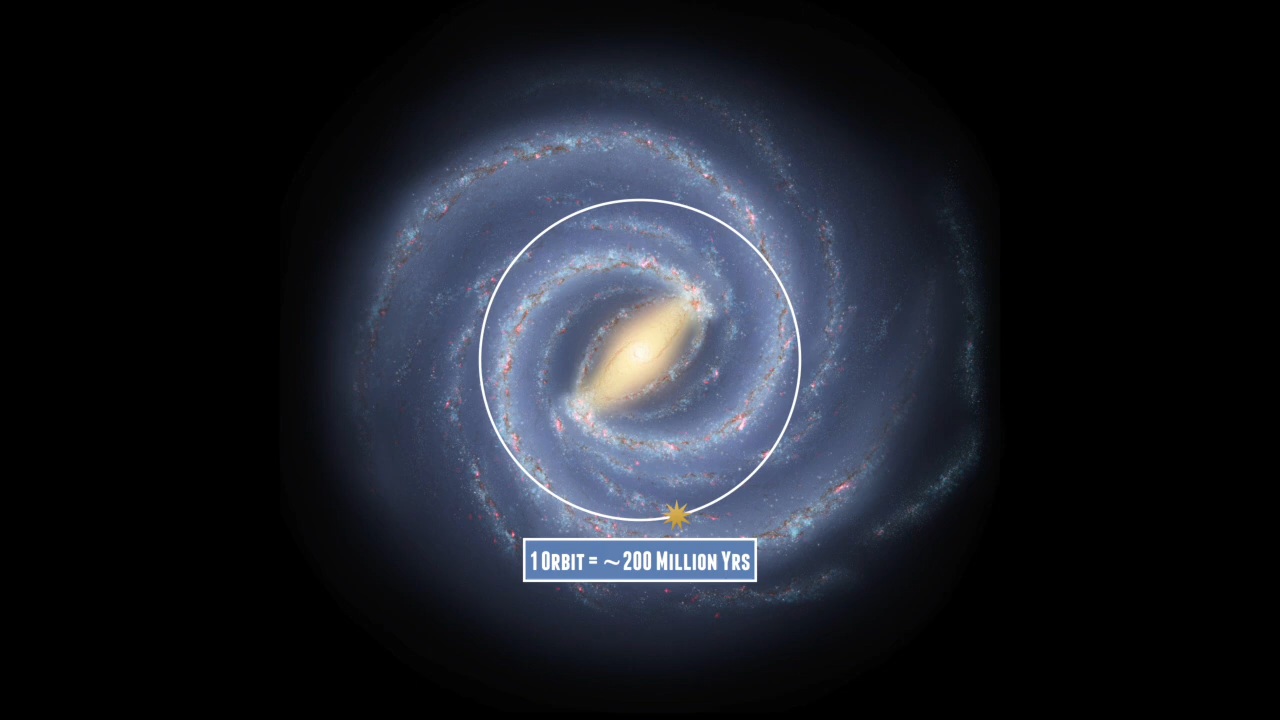 1 Orbit = ~200 Million Yrs